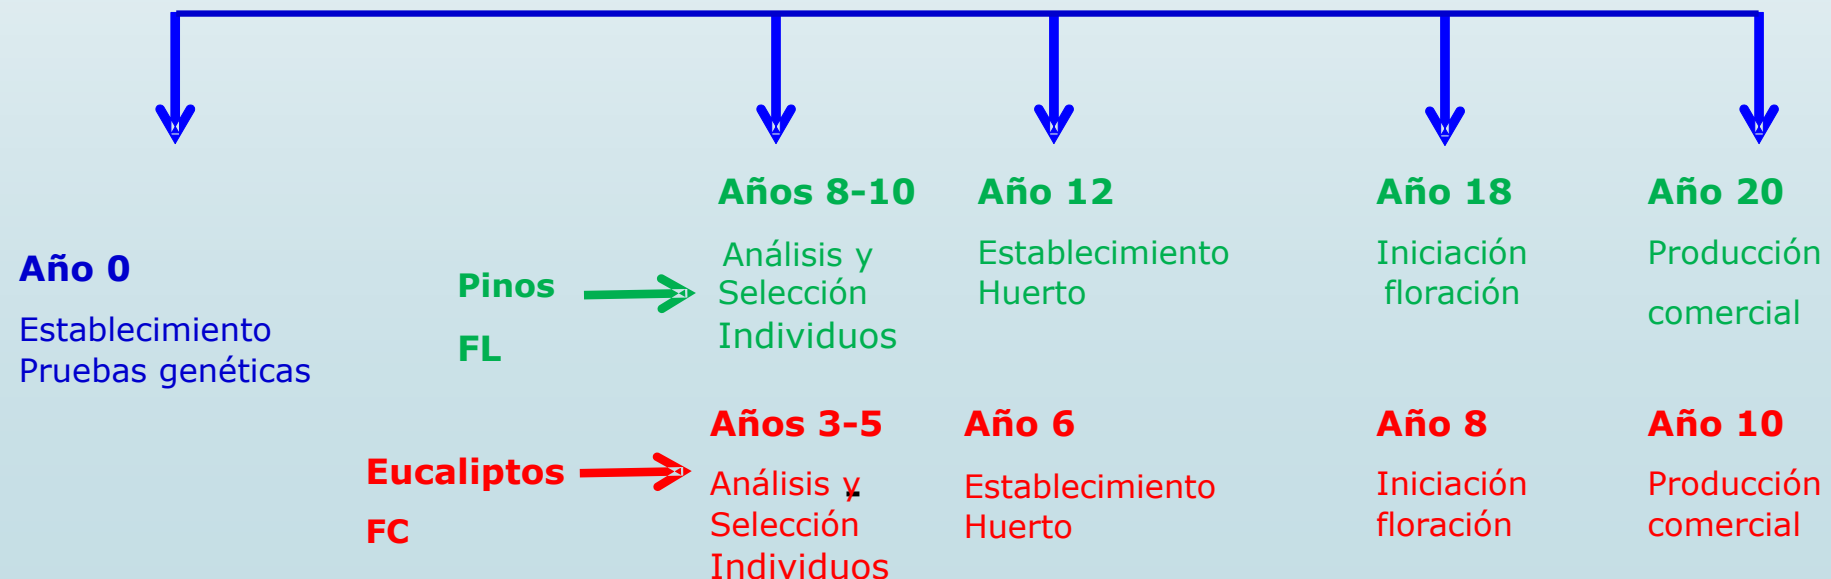 Año 0
Establecimiento
Pruebas genéticas
Pinos
FL
Años 8-10
Análisis y
Selección
Individuos
Año 12
Establecimiento
Huerto
Año 18
Iniciación
floración
Año 20
Producción
comercial
Eucaliptos
FC
Años 3-5
Análisis y
Selección
Individuos
Año 6
Establecimiento
Huerto
Año 8
Iniciación
floración
Año 10
Producción
comercial